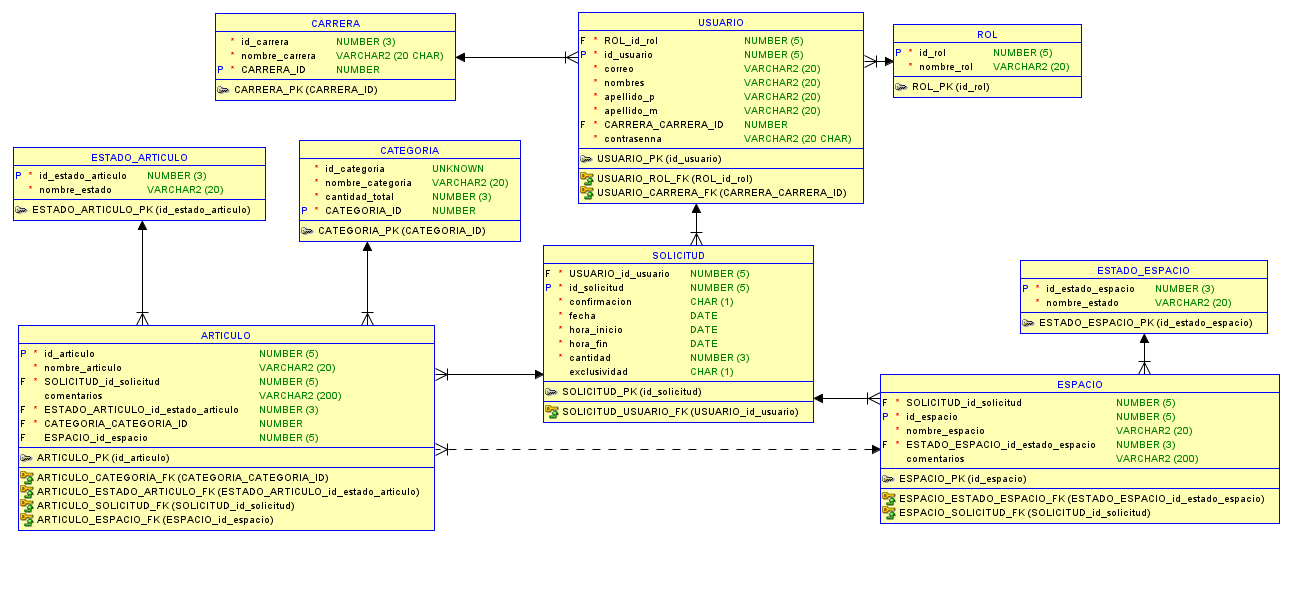 CARRERA
* id_carrera NUMBER (3)
* nombre_carrera VARCHAR2 (20 CHAR)
P * CARRERA_ID NUMBER
CARRERA_PK (CARRERA_ID)
USUARIO
F * ROL_id_rol NUMBER (5)
P * id_usuario NUMBER (5)
* correo VARCHAR2 (20)
* nombres VARCHAR2 (20)
* apellido_p VARCHAR2 (20)
* apellido_m VARCHAR2 (20)
F * CARRERA_CARRERA_ID NUMBER
* contrasenna VARCHAR2 (20 CHAR)
USUARIO_PK (id_usuario)
USUARIO_ROL_FK (ROL_id_rol)
USUARIO_CARRERA_FK (CARRERA_CARRERA_ID)
ROL
P * id_rol NUMBER (5)
* nombre_rol VARCHAR2 (20)
ROL_PK (id_rol)
ESTADO_ARTICULO
P * id_estado_articulo NUMBER (3)
* nombre_estado VARCHAR2 (20)
ESTADO_ARTICULO_PK (id_estado_articulo)
CATEGORIA
* id_categoria UNKNOWN
* nombre_categoria VARCHAR2 (20)
* cantidad_total NUMBER (3)
P * CATEGORIA_ID NUMBER
CATEGORIA_PK (CATEGORIA_ID)
SOLICITUD
F * USUARIO_id_usuario NUMBER (5)
P * id_solicitud NUMBER (5)
* confirmacion CHAR (1)
* fecha DATE
* hora_inicio DATE
* hora_fin DATE
* cantidad NUMBER (3)
exclusividad CHAR (1)
SOLICITUD_PK (id_solicitud)
SOLICITUD_USUARIO_FK (USUARIO_id_usuario)
ESTADO_ESPACIO
P * id_estado_espacio NUMBER (3)
* nombre_estado VARCHAR2 (20)
ESTADO_ESPACIO_PK (id_estado_espacio)
ARTICULO
P * id_articulo NUMBER (5)
* nombre_articulo VARCHAR2 (20)
F * SOLICITUD_id_solicitud NUMBER (5)
comentarios VARCHAR2 (200)
F * ESTADO_ARTICULO_id_estado_articulo NUMBER (3)
F * CATEGORIA_CATEGORIA_ID NUMBER
F ESPACIO_id_espacio NUMBER (5)
ARTICULO_PK (id_articulo)
ARTICULO_CATEGORIA_FK (CATEGORIA_CATEGORIA_ID)
ARTICULO_ESTADO_ARTICULO_FK (ESTADO_ARTICULO_id_estado_articulo)
ARTICULO_SOLICITUD_FK (SOLICITUD_id_solicitud)
ARTICULO_ESPACIO_FK (ESPACIO_id_espacio)
ESPACIO
F * SOLICITUD_id_solicitud NUMBER (5)
P * id_espacio NUMBER (5)
* nombre_espacio VARCHAR2 (20)
F * ESTADO_ESPACIO_id_estado_espacio NUMBER (3)
comentarios VARCHAR2 (200)
ESPACIO_PK (id_espacio)
ESPACIO_ESTADO_ESPACIO_FK (ESTADO_ESPACIO_id_estado_espacio)
ESPACIO_SOLICITUD_FK (SOLICITUD_id_solicitud)